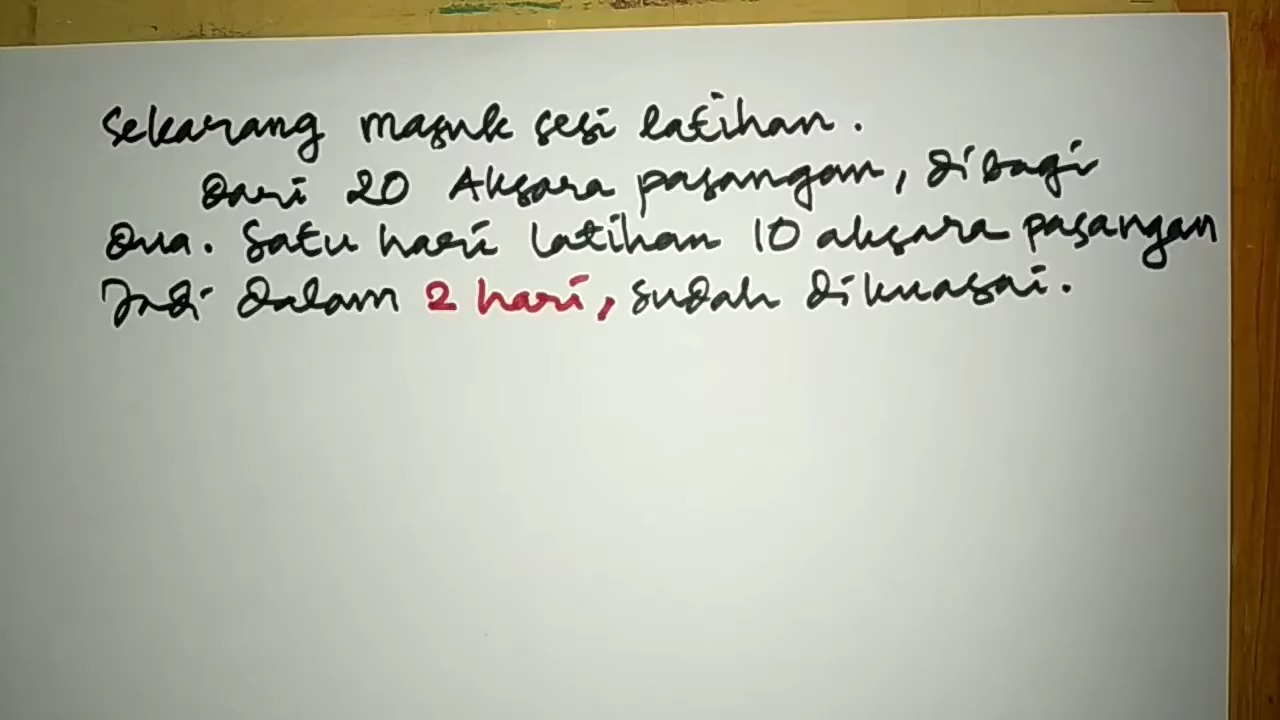 Sekarang masuk sesi latihan.
Dari 20 Aksara pasangan, dibagi
dua. Satu hari latihan 10 aksara pasangan
Jadi dalam 2 hari, sudah dikuasai.